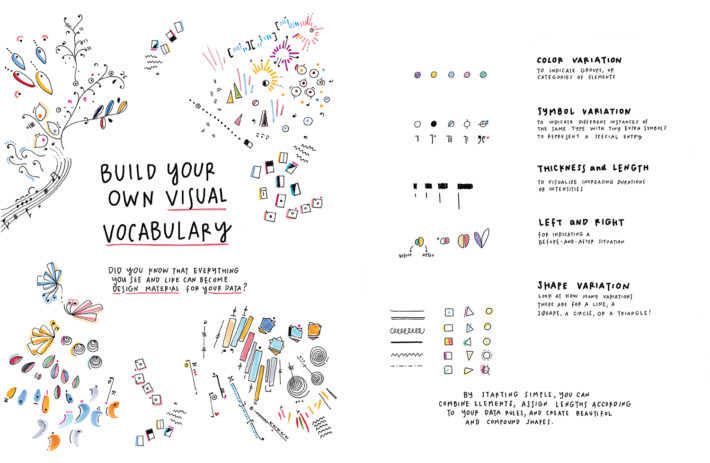 BUILD YOUR
OWN VISUAL
VOCABULARY
DID YOU KNOW THAT EVERYTHING
YOU SEE AND LIKE CAN BECOME
DESIGN MATERIAL FOR YOUR DATA?
COLOR VARIATION
TO INDICATE GROUPS, OR
CATEGORIES OF ELEMENTS
SYMBOL VARIATION
TO INDICATE DIFFERENT INSTANCES OF
THE SAME TYPE WITH TINY EXTRA SYMBOLS
TO REPRESENT A SPECIAL ENTRY
THICKNESS and LENGTH
TO VISUALIZE INCREASING DURATIONS
OR INTENSITIES
LEFT and RIGHT
FOR INDICATING A
BEFORE-AND-AFTER SITUATION
before after
SHAPE VARIATION
LOOK AT HOW MANY VARIATIONS
THERE ARE FOR A LINE, A
SQUARE, A CIRCLE, OR A TRIANGLE!
BY STARTING SIMPLE, YOU CAN
COMBINE ELEMENTS, ASSIGN LENGTHS ACCORDING
TO YOUR DATA RULES, AND CREATE BEAUTIFUL
AND COMPOUND SHAPES.